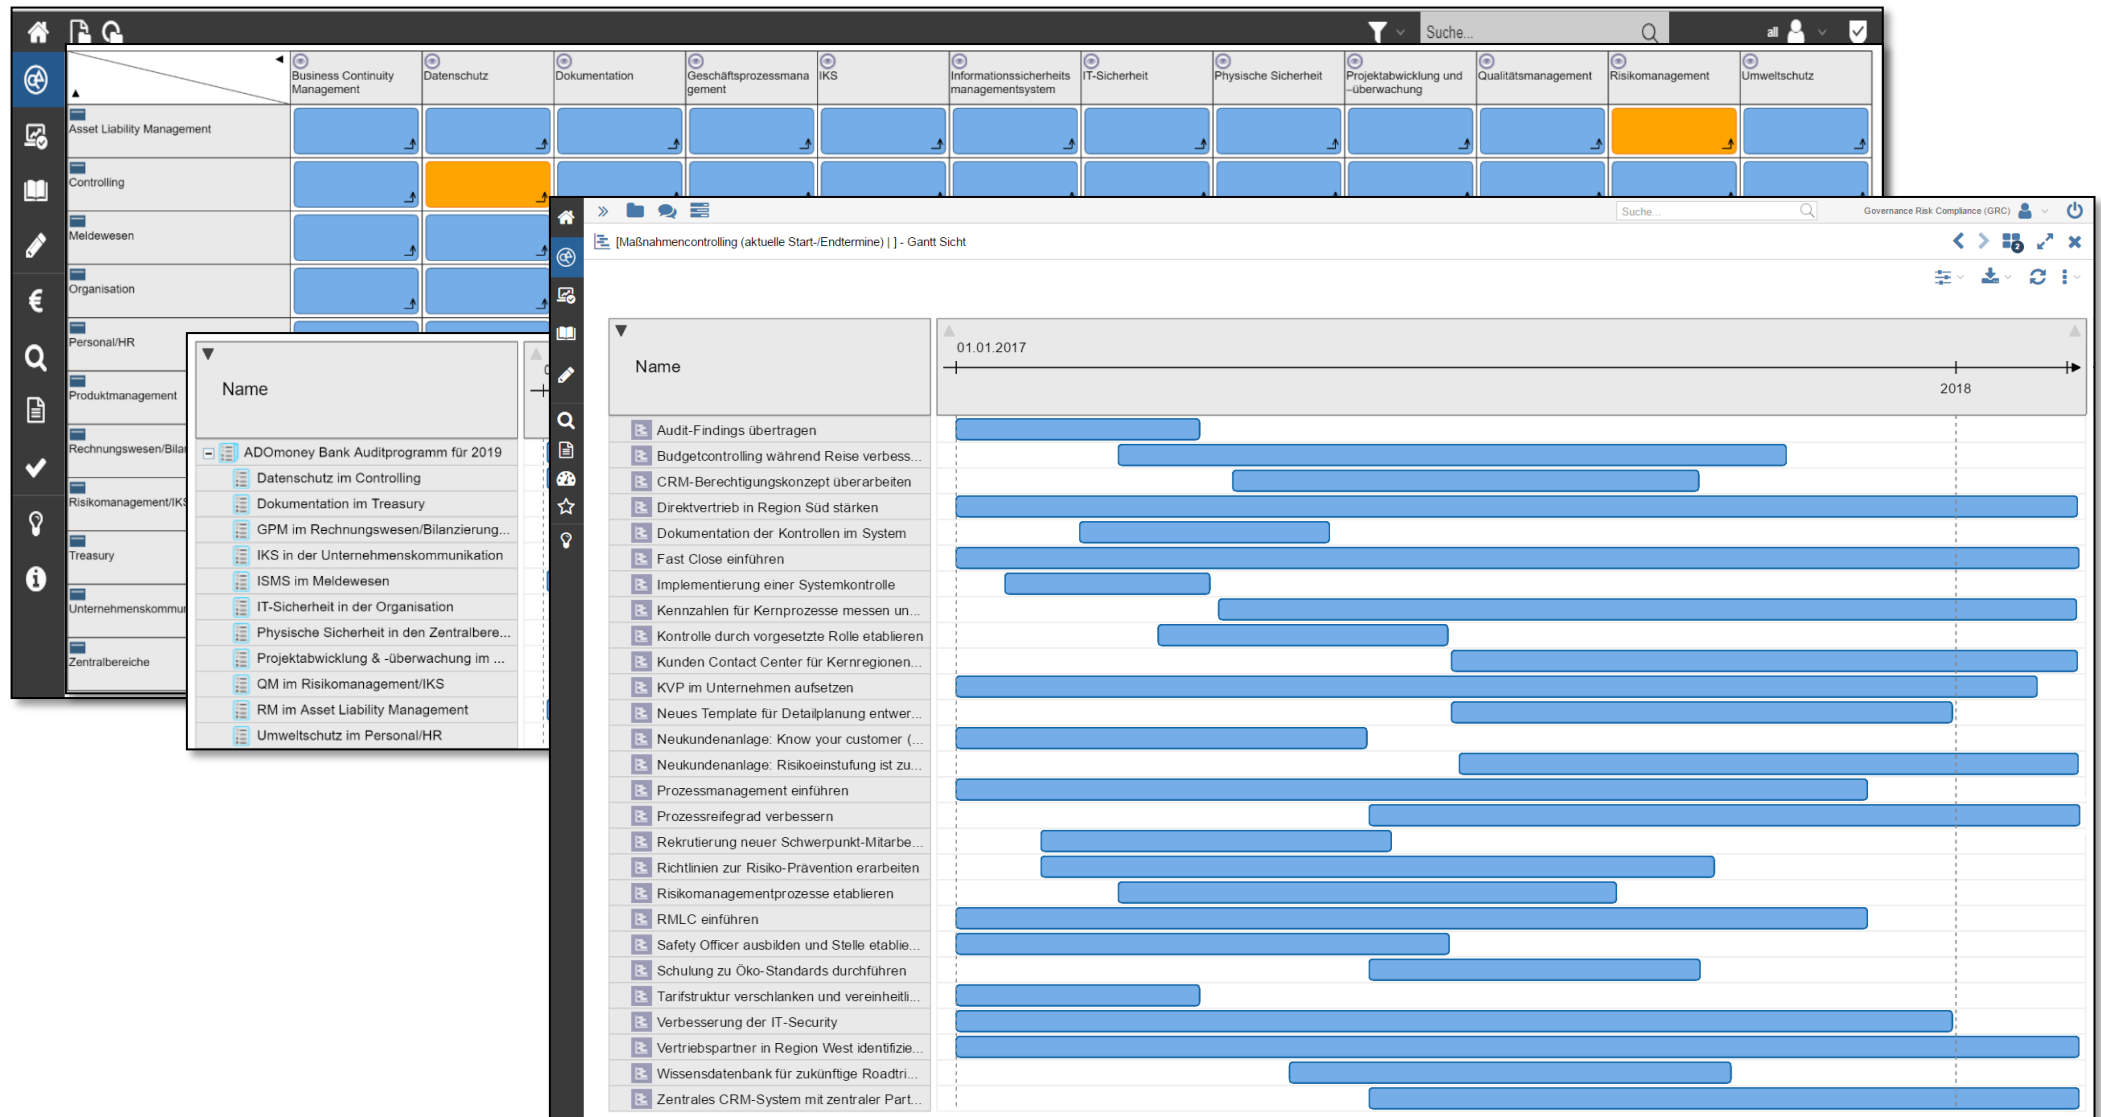 Suche...
all
Business Continuity
Management
Datenschutz
Dokumentation
Geschäftsprozessmana
gement
IKS
Informationssicherheits
managementsystem
IT-Sicherheit
Physische Sicherheit
Projektabwicklung und
–überwachung
Qualitätsmanagement
Risikomanagement
Umweltschutz
Asset Liability Management
Controlling
Meldewesen
Organisation
Personal/HR
Produktmanagement
Rechnungswesen/Bilan
Risikomanagement/IKS
Treasury
Unternehmenskommun
Zentralbereiche
Name
ADOmoney Bank Auditprogramm für 2019
Datenschutz im Controlling
Dokumentation im Treasury
GPM im Rechnungswesen/Bilanzierung...
IKS in der Unternehmenskommunikation
ISMS im Meldewesen
IT-Sicherheit in der Organisation
Physische Sicherheit in den Zentralbere...
Projektabwicklung & -überwachung im ...
QM im Risikomanagement/IKS
RM im Asset Liability Management
Umweltschutz im Personal/HR
Suche...
Governance Risk Compliance (GRC)
[Maßnahmencontrolling (aktuelle Start-/Endtermine) | ] - Gantt Sicht
2
Name
01.01.2017
2018
Audit-Findings übertragen
Budgetcontrolling während Reise verbess...
CRM-Berechtigungskonzept überarbeiten
Direktvertrieb in Region Süd stärken
Dokumentation der Kontrollen im System
Fast Close einführen
Implementierung einer Systemkontrolle
Kennzahlen für Kernprozesse messen un...
Kontrolle durch vorgesetzte Rolle etablieren
Kunden Contact Center für Kernregionen...
KVP im Unternehmen aufsetzen
Neues Template für Detailplanung entwer...
Neukundenanlage: Know your customer (...
Neukundenanlage: Risikoeinstufung ist zu...
Prozessmanagement einführen
Prozessreifegrad verbessern
Rekrutierung neuer Schwerpunkt-Mitarbe...
Richtlinien zur Risiko-Prävention erarbeiten
Risikomanagementprozesse etablieren
RMLC einführen
Safety Officer ausbilden und Stelle etablie...
Schulung zu Öko-Standards durchführen
Tarifstruktur verschlanken und vereinheitli...
Verbesserung der IT-Security
Vertriebspartner in Region West identifizie...
Wissensdatenbank für zukünftige Roadtri...
Zentrales CRM-System mit zentraler Part...